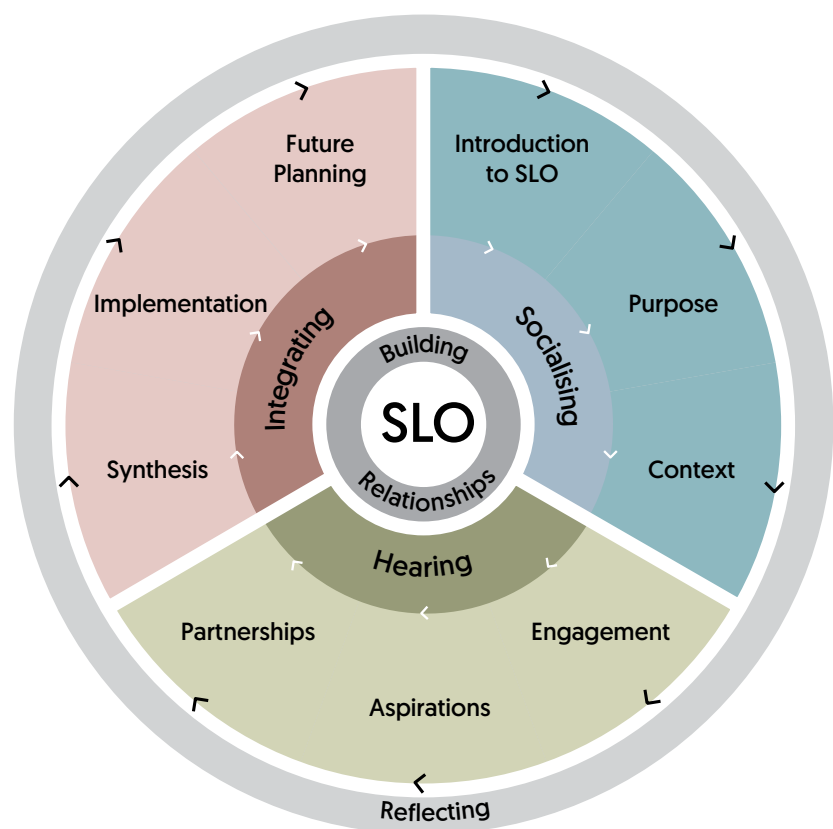 Future
Planning
Introduction
to SLO
Implementation
Purpose
Integrating
Socialising
Building
SLO
Relationships
Synthesis
Context
Hearing
Partnerships
Engagement
Aspirations
Reflecting